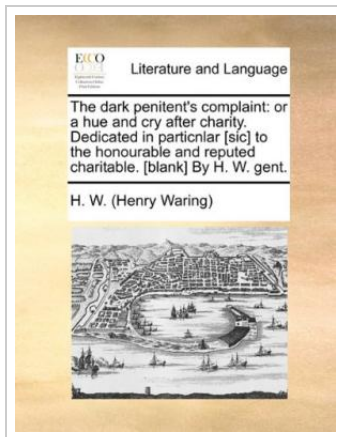 ECCO
Literature and Language
The dark penitent's complaint: or
a hue and cry after charity.
Dedicated in particnlar [sic] to
the honourable and reputed
charitable. [blank] By H. W. gent.
H. W. (Henry Waring)